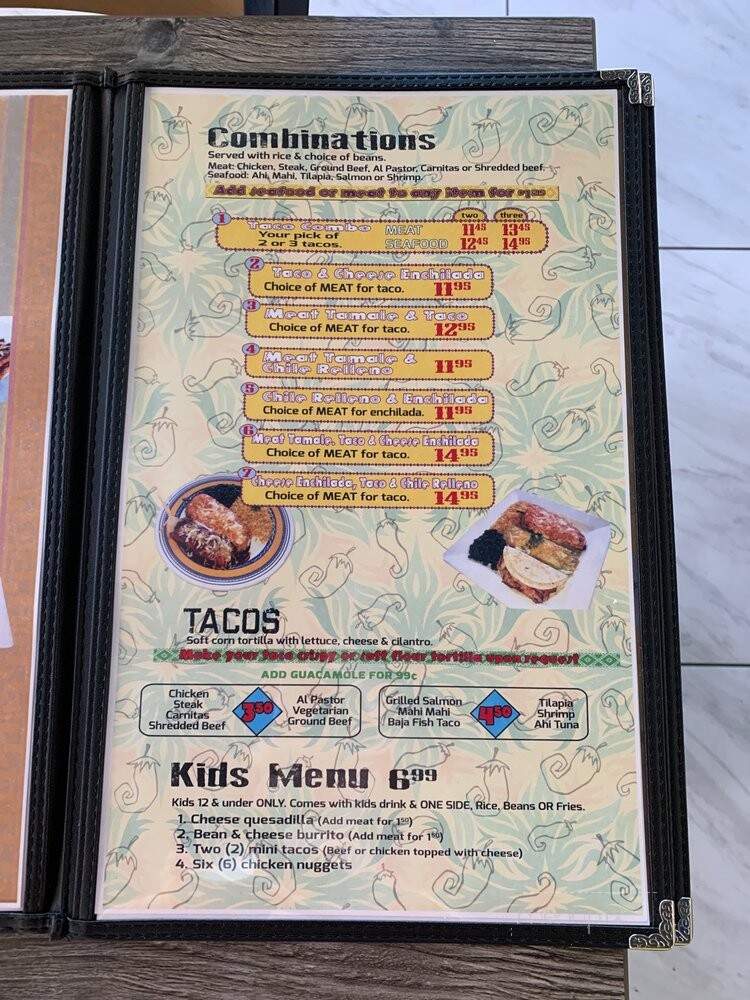 Combinations
Served with rice & choice of beans.
Meat: Chicken, Steak, Ground Beef, Al Pastor, Carnitas or Shredded beef.
Seafood: Ahi, Mahi, Tilapia, Salmon or Shrimp.
Add seafood or meat to any item for
two three
1 Taco Combo MEAT 11.45 13.45
Your pick of
2 or 3 tacos. SEAFOOD 12.45 14.95
2 Taco & Cheese Enchilada
Choice of MEAT for taco. 11.95
3 Meat Tamale & Taco
Choice of MEAT for taco. 12.95
4 Meat Tamale &
Chile Relleno 11.95
5 Chile Relleno & Enchilada
Choice of MEAT for enchilada. 11.95
6 Meat Tamale, Taco & Cheese Enchilada
Choice of MEAT for taco. 14.95
7 Cheese Enchilada, Taco & Chile Relleno
Choice of MEAT for taco. 14.95
TACOS
Soft corn tortilla with lettuce, cheese & cilantro.
Make your taco crispy or soft flour tortilla upon request
ADD GUACAMOLE FOR 99c
Chicken
Steak
Carnitas
Shredded Beef
3.50
Al Pastor
Vegetarian
Ground Beef
Grilled Salmon
Mahi Mahi
Baja Fish Taco
4.50
Tilapia
Shrimp
Ahi Tuna
Kids Menu 6.99
Kids 12 & under ONLY. Comes with kids drink & ONE SIDE, Rice, Beans OR Fries.
1. Cheese quesadilla (Add meat for
2. Bean & cheese burrito (Add meat for
3. Two (2) mini tacos (Beef or chicken topped with cheese)
4. Six (6) chicken nuggets